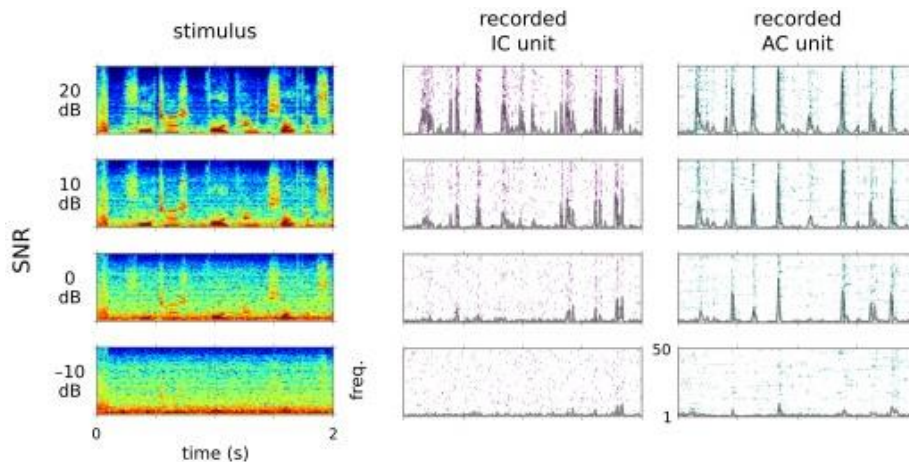 stimulus
recorded
IC unit
recorded
AC unit
SNR
20
dB
10
dB
0
dB
–10
dB
freq.
50
1
0
2
time (s)